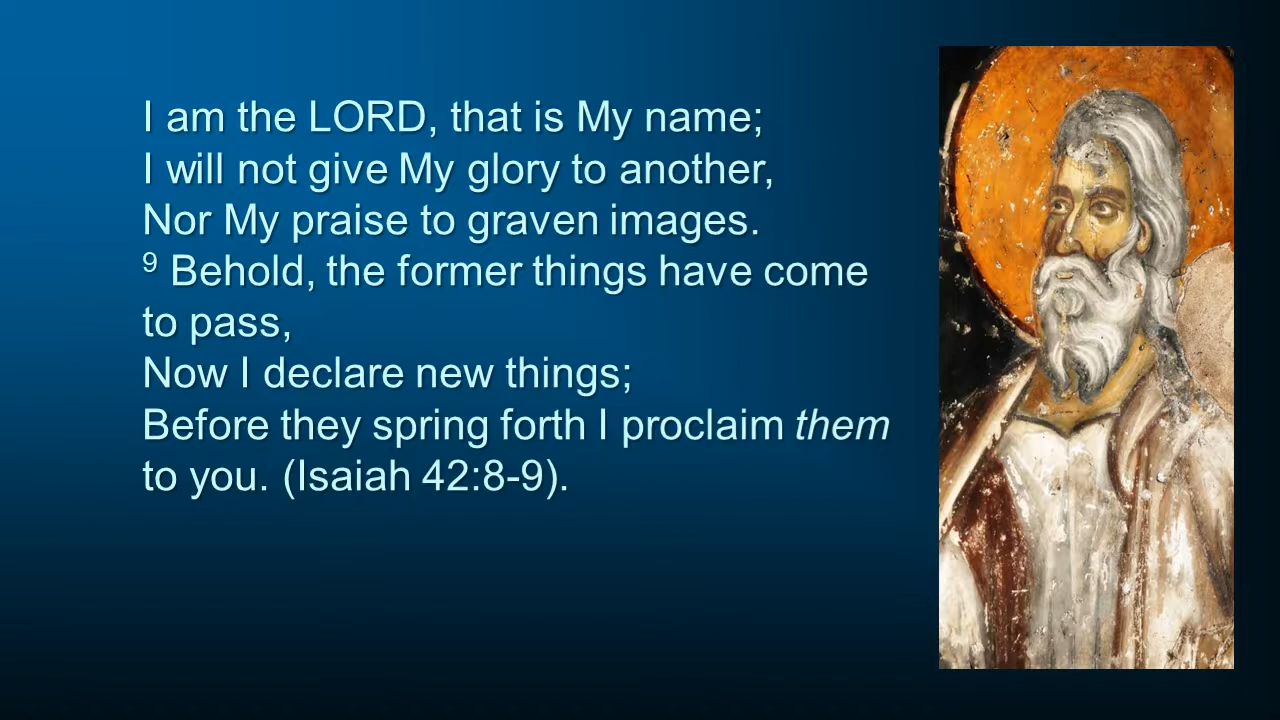 I am the LORD, that is My name;
I will not give My glory to another,
Nor My praise to graven images.
9 Behold, the former things have come
to pass,
Now I declare new things;
Before they spring forth I proclaim them
to you. (Isaiah 42:8-9).